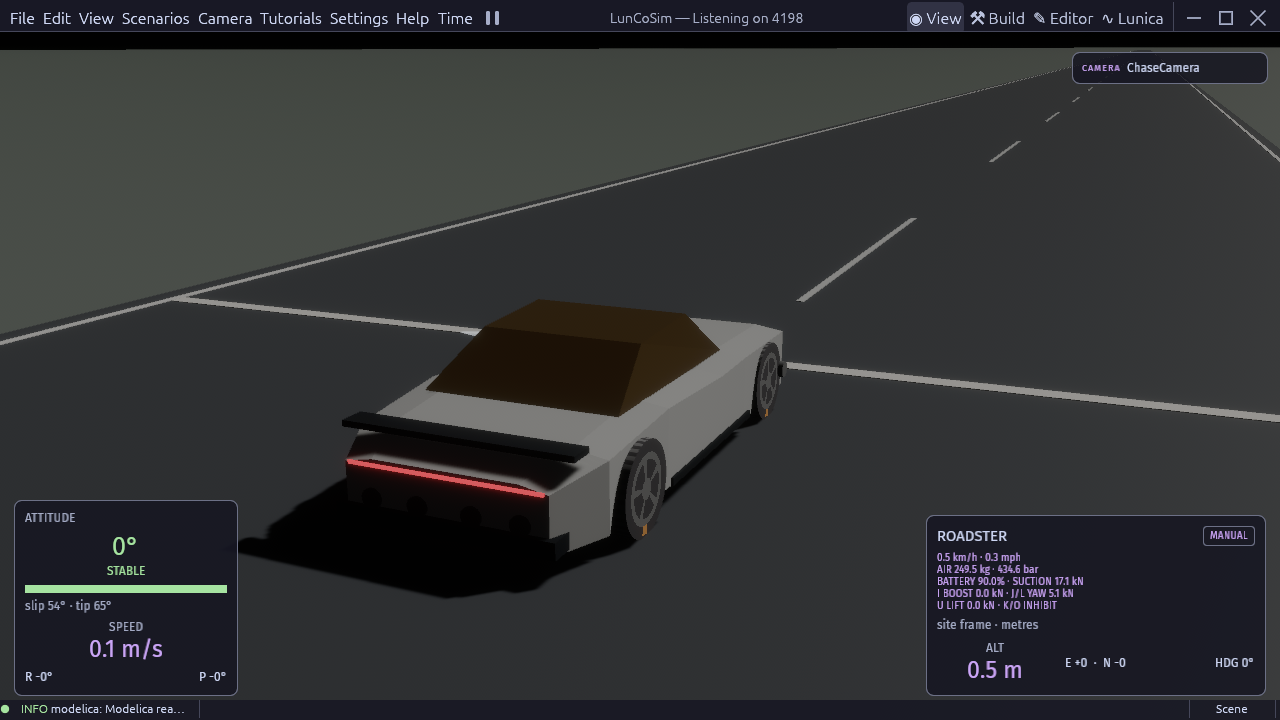 File Edit View Scenarios Camera Tutorials Settings Help Time
LunCoSim — Listening on 4198
View Build Editor Lunica
CAMERA ChaseCamera
ATTITUDE
0°
STABLE
slip 54° · tip 65°
SPEED
0.1 m/s
R -0° P -0°
ROADSTER MANUAL
0.5 km/h · 0.3 mph
AIR 249.5 kg · 434.6 bar
BATTERY 90.0% · SUCTION 17.1 kN
I BOOST 0.0 kN · J/L YAW 5.1 kN
U LIFT 0.0 kN · K/O INHIBIT
site frame · metres
ALT
0.5 m
E +0 · N -0
HDG 0°
INFO modelica: Modelica rea…
Scene